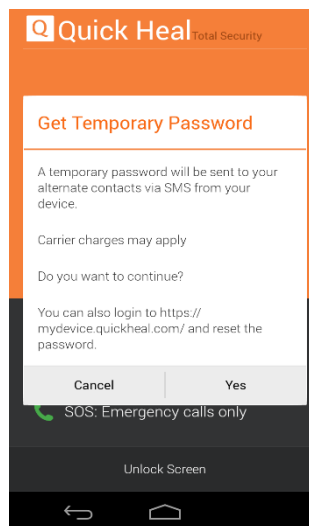 Q Quick Heal Total Security
Get Temporary Password
A temporary password will be sent to your
alternate contacts via SMS from your
device.
Carrier charges may apply
Do you want to continue?
You can also login to https://
mydevice.quickheal.com/ and reset the
password.
Cancel Yes
SOS: Emergency calls only
Unlock Screen